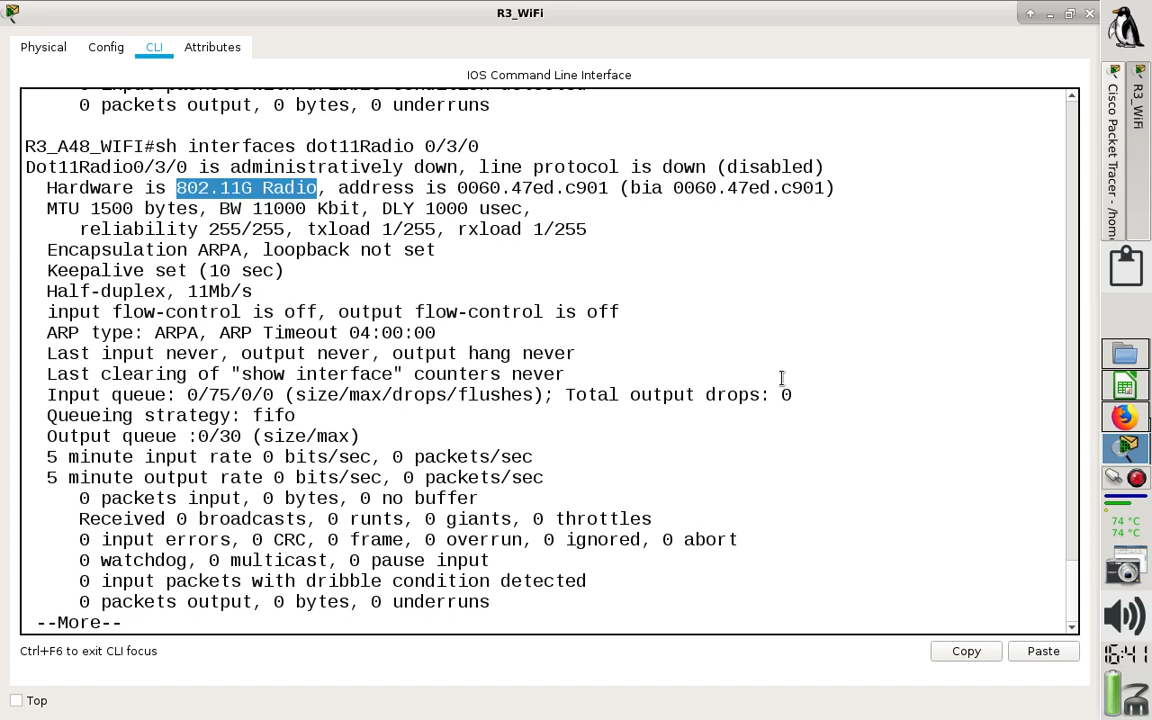 R3_WiFi
Physical Config CLI Attributes
IOS Command Line Interface
0 packets output, 0 bytes, 0 underruns
R3_A48_WIFI#sh interfaces dot11Radio 0/3/0
Dot11Radio0/3/0 is administratively down, line protocol is down (disabled)
Hardware is 802.11G Radio, address is 0060.47ed.c901 (bia 0060.47ed.c901)
MTU 1500 bytes, BW 11000 Kbit, DLY 1000 usec,
reliability 255/255, txload 1/255, rxload 1/255
Encapsulation ARPA, loopback not set
Keepalive set (10 sec)
Half-duplex, 11Mb/s
input flow-control is off, output flow-control is off
ARP type: ARPA, ARP Timeout 04:00:00
Last input never, output never, output hang never
Last clearing of "show interface" counters never
Input queue: 0/75/0/0 (size/max/drops/flushes); Total output drops: 0
Queueing strategy: fifo
Output queue :0/30 (size/max)
5 minute input rate 0 bits/sec, 0 packets/sec
5 minute output rate 0 bits/sec, 0 packets/sec
0 packets input, 0 bytes, 0 no buffer
Received 0 broadcasts, 0 runts, 0 giants, 0 throttles
0 input errors, 0 CRC, 0 frame, 0 overrun, 0 ignored, 0 abort
0 watchdog, 0 multicast, 0 pause input
0 input packets with dribble condition detected
0 packets output, 0 bytes, 0 underruns
--More--
Ctrl+F6 to exit CLI focus
Copy Paste
Top
Cisco Packet Tracer - /hom
R3_WiFi
74 °C
74 °C
16:41